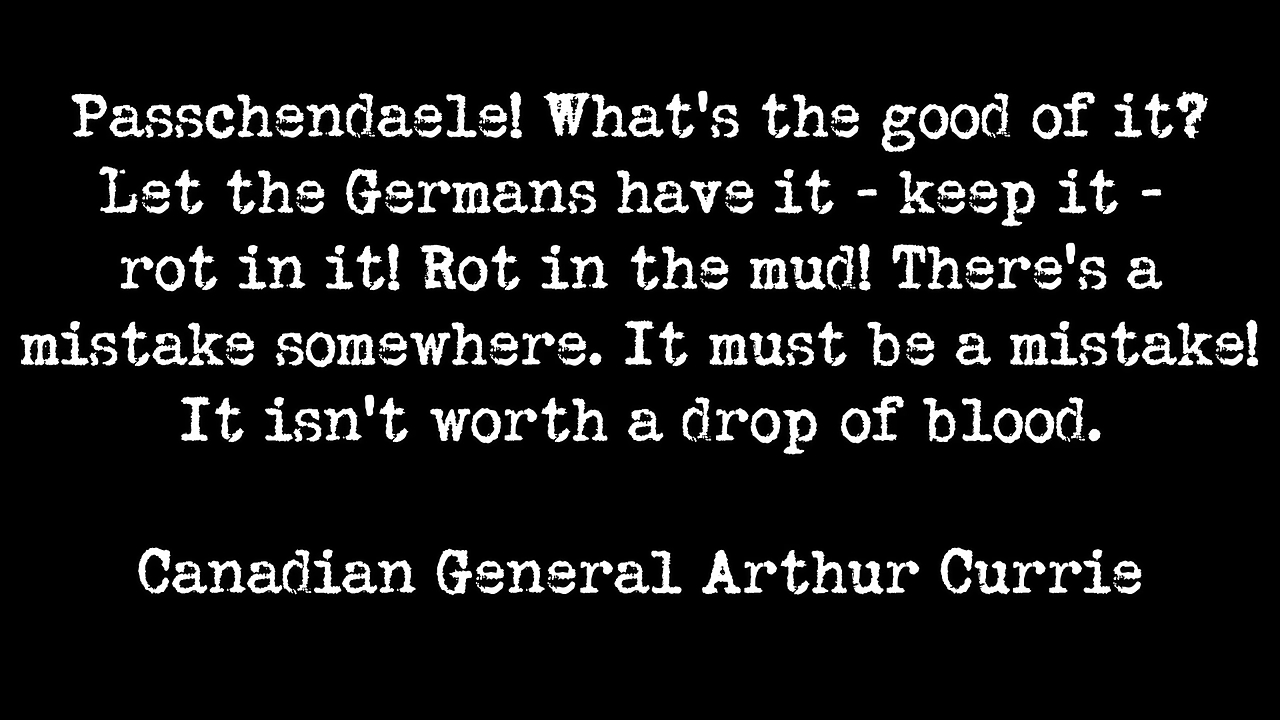 Passchendaele! What's the good of it?
Let the Germans have it - keep it -
rot in it! Rot in the mud! There's a
mistake somewhere. It must be a mistake!
It isn't worth a drop of blood.
Canadian General Arthur Currie